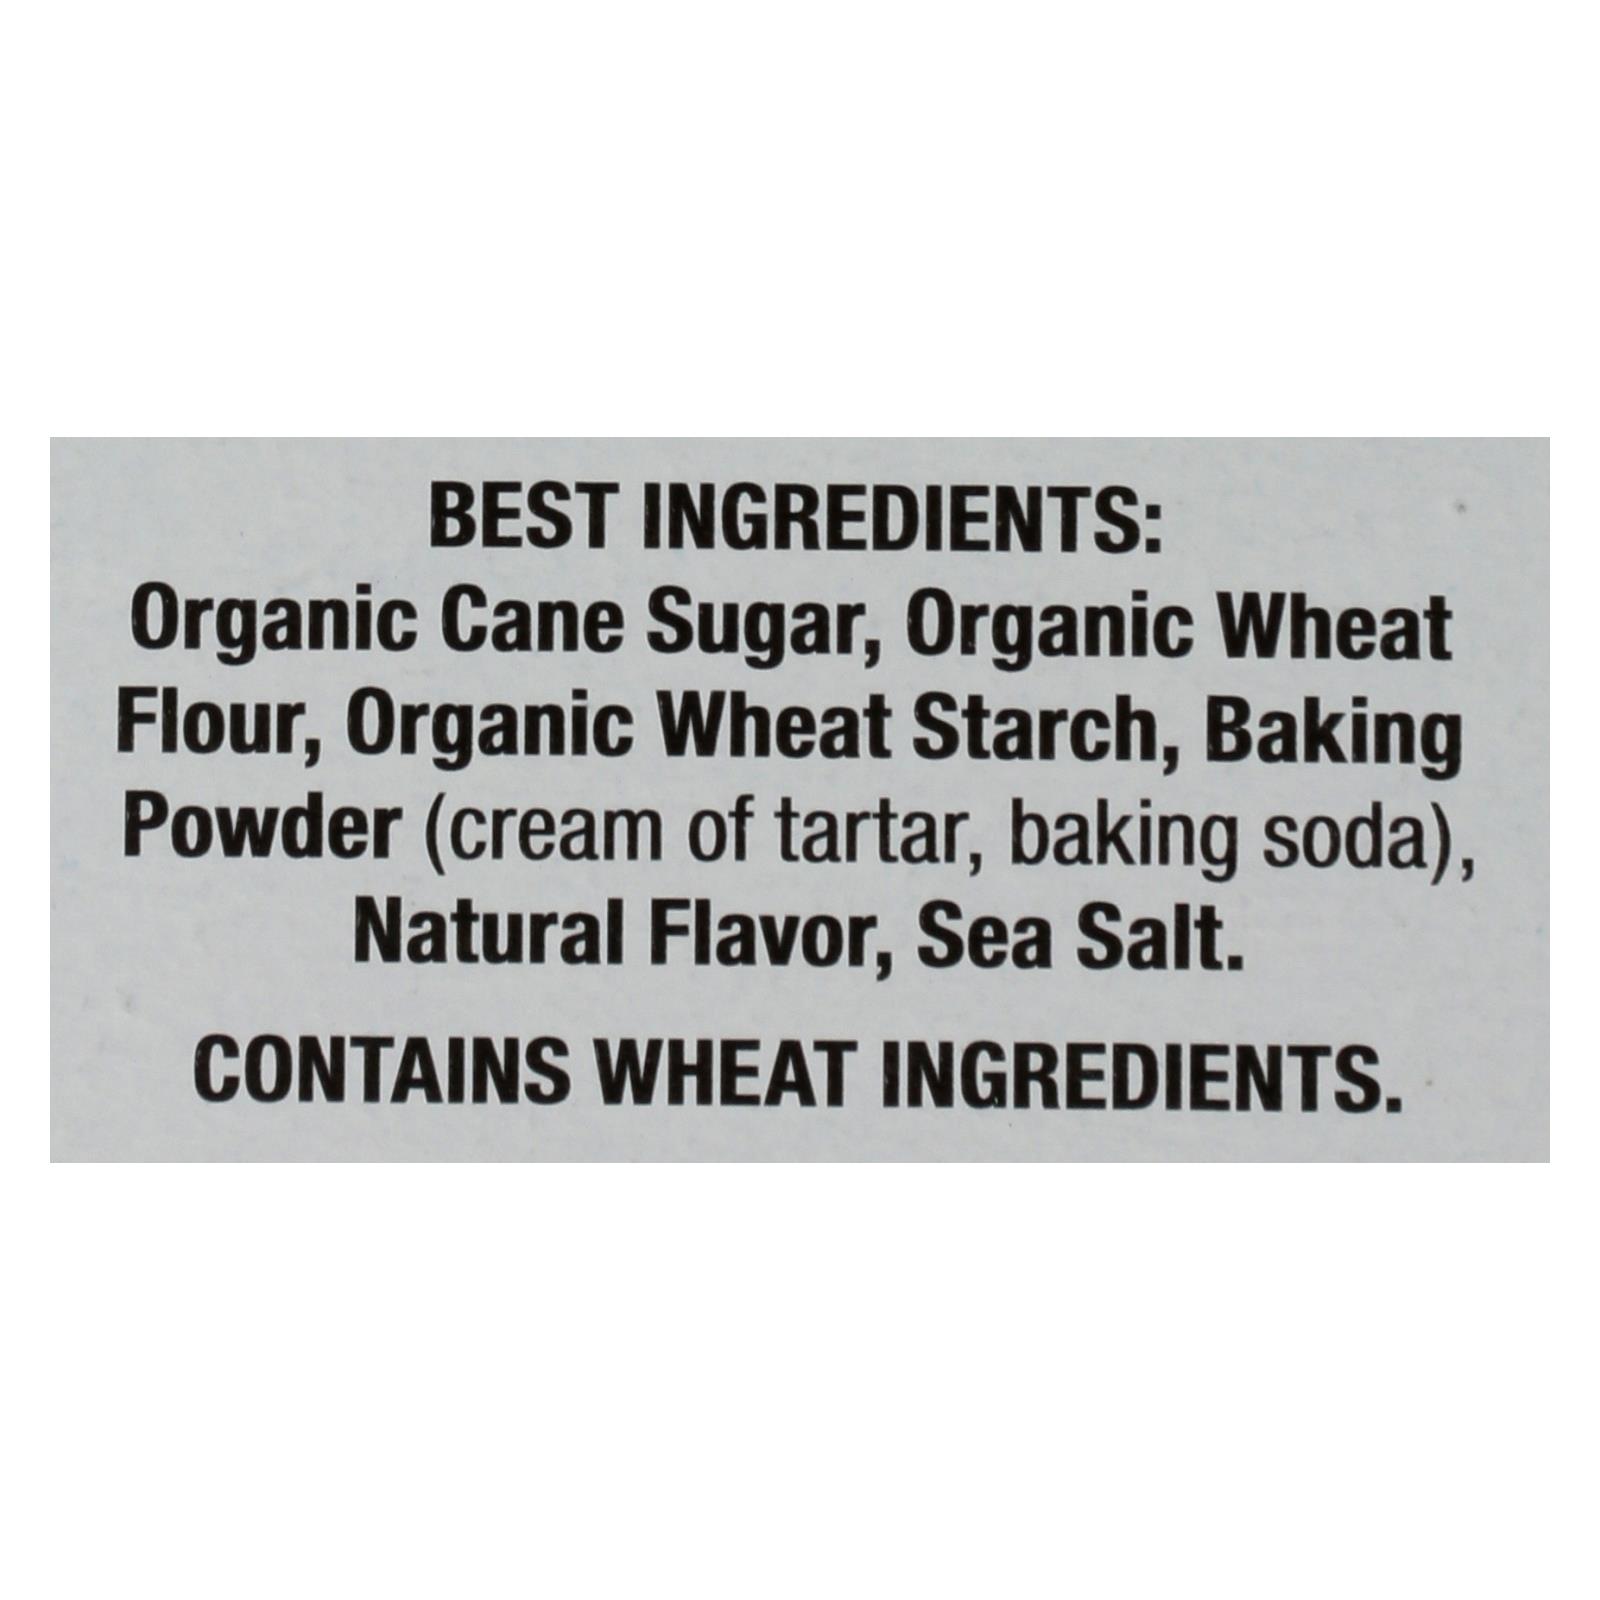 BEST INGREDIENTS:
Organic Cane Sugar, Organic Wheat
Flour, Organic Wheat Starch, Baking
Powder (cream of tartar, baking soda),
Natural Flavor, Sea Salt.
CONTAINS WHEAT INGREDIENTS.